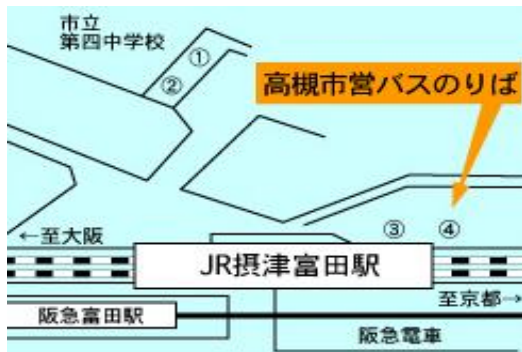 市立
第四中学校
①
②
高槻市営バスのりば
③ ④
←至大阪
JR摂津富田駅
至京都→
阪急富田駅
阪急電車